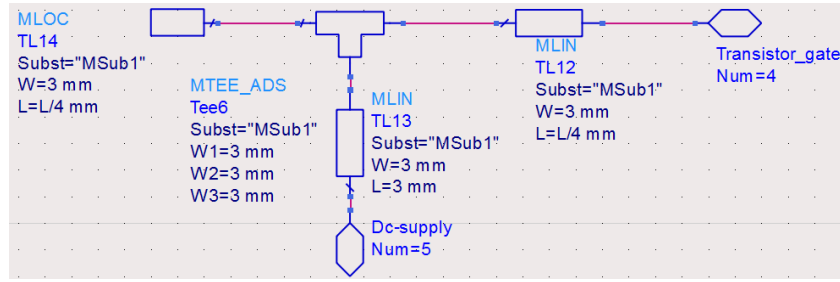 MLOC
TL14
Subst="MSub1"
W=3 mm
L=L/4 mm
MTEE_ADS
Tee6
Subst="MSub1"
W1=3 mm
W2=3 mm
W3=3 mm
MLIN
TL13
Subst="MSub1"
W=3 mm
L=3 mm
MLIN
TL12
Subst="MSub1"
W=3 mm
L=L/4 mm
Transistor_gate
Num=4
Dc-supply
Num=5